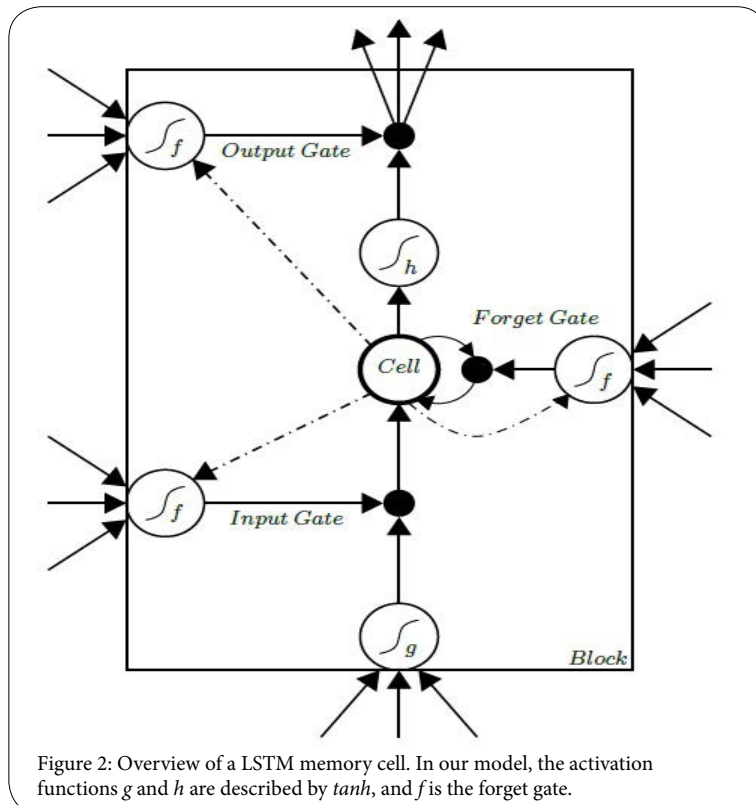 f
Output Gate
h
Forget Gate
Cell
f
f
Input Gate
g
Block
Figure 2: Overview of a LSTM memory cell. In our model, the activation
functions g and h are described by tanh, and f is the forget gate.